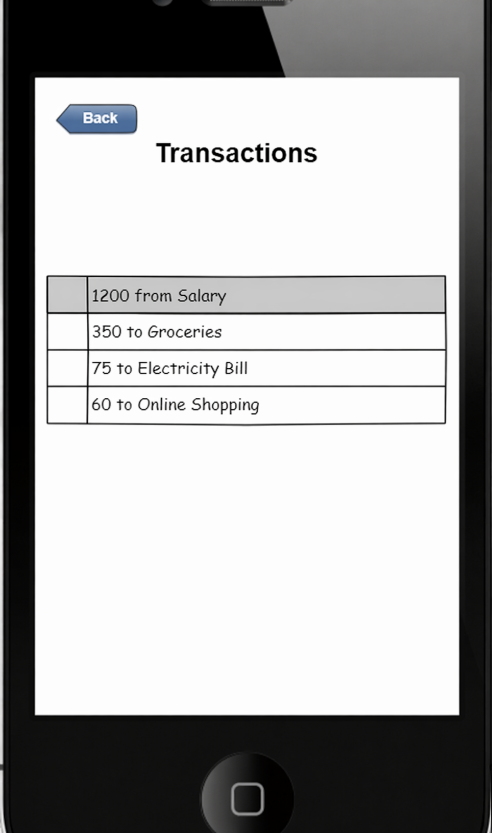 Back
Transactions
1200 from Salary
350 to Groceries
75 to Electricity Bill
60 to Online Shopping